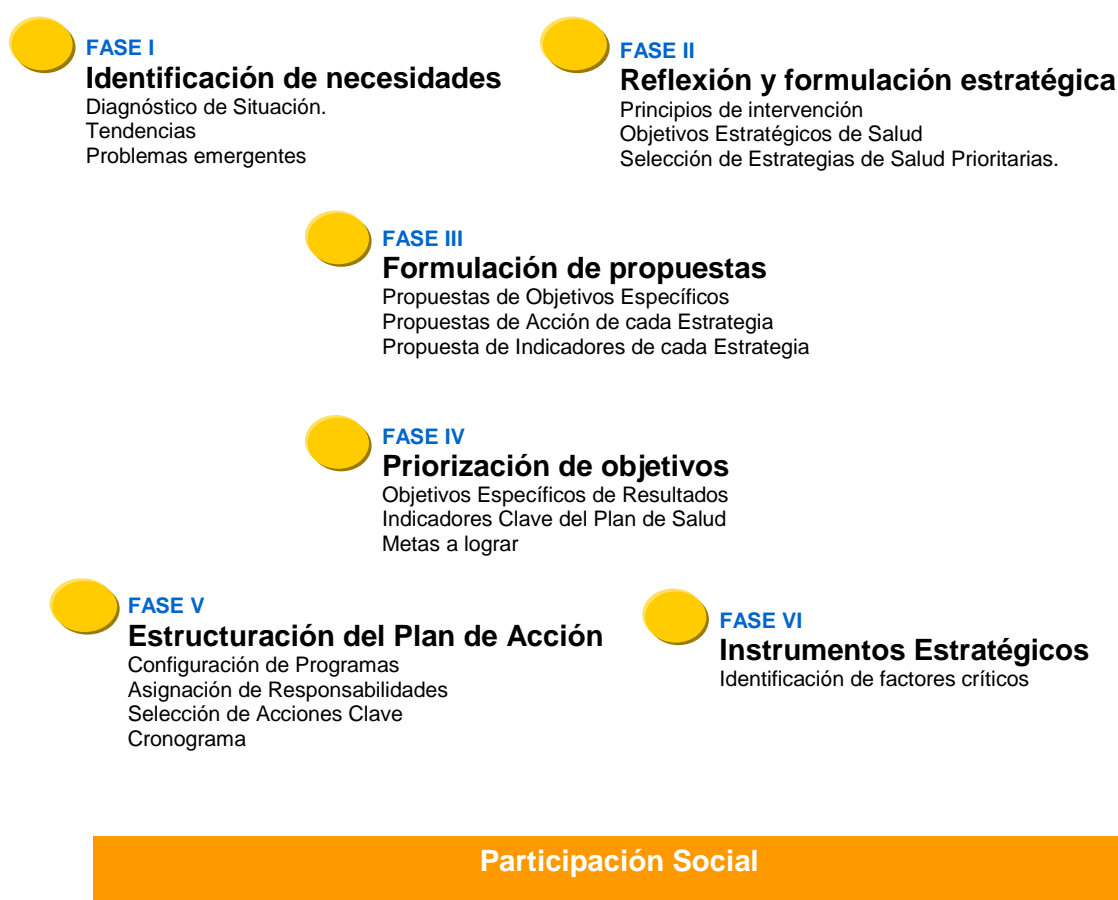 FASE I
Identificación de necesidades
Diagnóstico de Situación.
Tendencias
Problemas emergentes
FASE II
Reflexión y formulación estratégica
Principios de intervención
Objetivos Estratégicos de Salud
Selección de Estrategias de Salud Prioritarias.
FASE III
Formulación de propuestas
Propuestas de Objetivos Específicos
Propuestas de Acción de cada Estrategia
Propuesta de Indicadores de cada Estrategia
FASE IV
Priorización de objetivos
Objetivos Específicos de Resultados
Indicadores Clave del Plan de Salud
Metas a lograr
FASE V
Estructuración del Plan de Acción
Configuración de Programas
Asignación de Responsabilidades
Selección de Acciones Clave
Cronograma
FASE VI
Instrumentos Estratégicos
Identificación de factores críticos
Participación Social